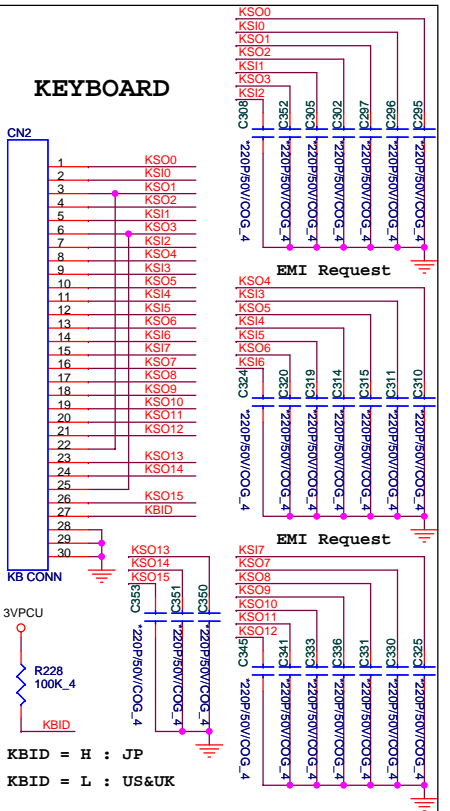 KEYBOARD
CN2
1 KSO0
2 KSI0
3 KSO1
4 KSO2
5 KSI1
6 KSO3
7 KSI2
8 KSO4
9 KSI3
10 KSO5
11 KSI4
12 KSI5
13 KSO6
14 KSI6
15 KSI7
16 KSO7
17 KSO8
18 KSO9
19 KSO10
20 KSO11
21 KSO12
22
23 KSO13
24 KSO14
25
26 KSO15
27 KBID
28
29
30
KB CONN
3VPCU
R228
100K_4
KBID
KBID = H : JP
KBID = L : US&UK
KSO0
KSI0
KSO1
KSO2
KSI1
KSO3
KSI2
C308 C352 C305 C302 C297 C296 C295
*220P/50V/COG_4 *220P/50V/COG_4 *220P/50V/COG_4 *220P/50V/COG_4 *220P/50V/COG_4 *220P/50V/COG_4 *220P/50V/COG_4
EMI Request
KSO4
KSI3
KSO5
KSI4
KSI5
KSO6
KSI6
C324 C320 C319 C314 C315 C311 C310
*220P/50V/COG_4 *220P/50V/COG_4 *220P/50V/COG_4 *220P/50V/COG_4 *220P/50V/COG_4 *220P/50V/COG_4 *220P/50V/COG_4
EMI Request
KSO13
KSO14
KSO15
C353 C351 C350
*220P/50V/COG_4 *220P/50V/COG_4 *220P/50V/COG_4
KSI7
KSO7
KSO8
KSO9
KSO10
KSO11
KSO12
C345 C341 C333 C336 C331 C330 C325
*220P/50V/COG_4 *220P/50V/COG_4 *220P/50V/COG_4 *220P/50V/COG_4 *220P/50V/COG_4 *220P/50V/COG_4 *220P/50V/COG_4